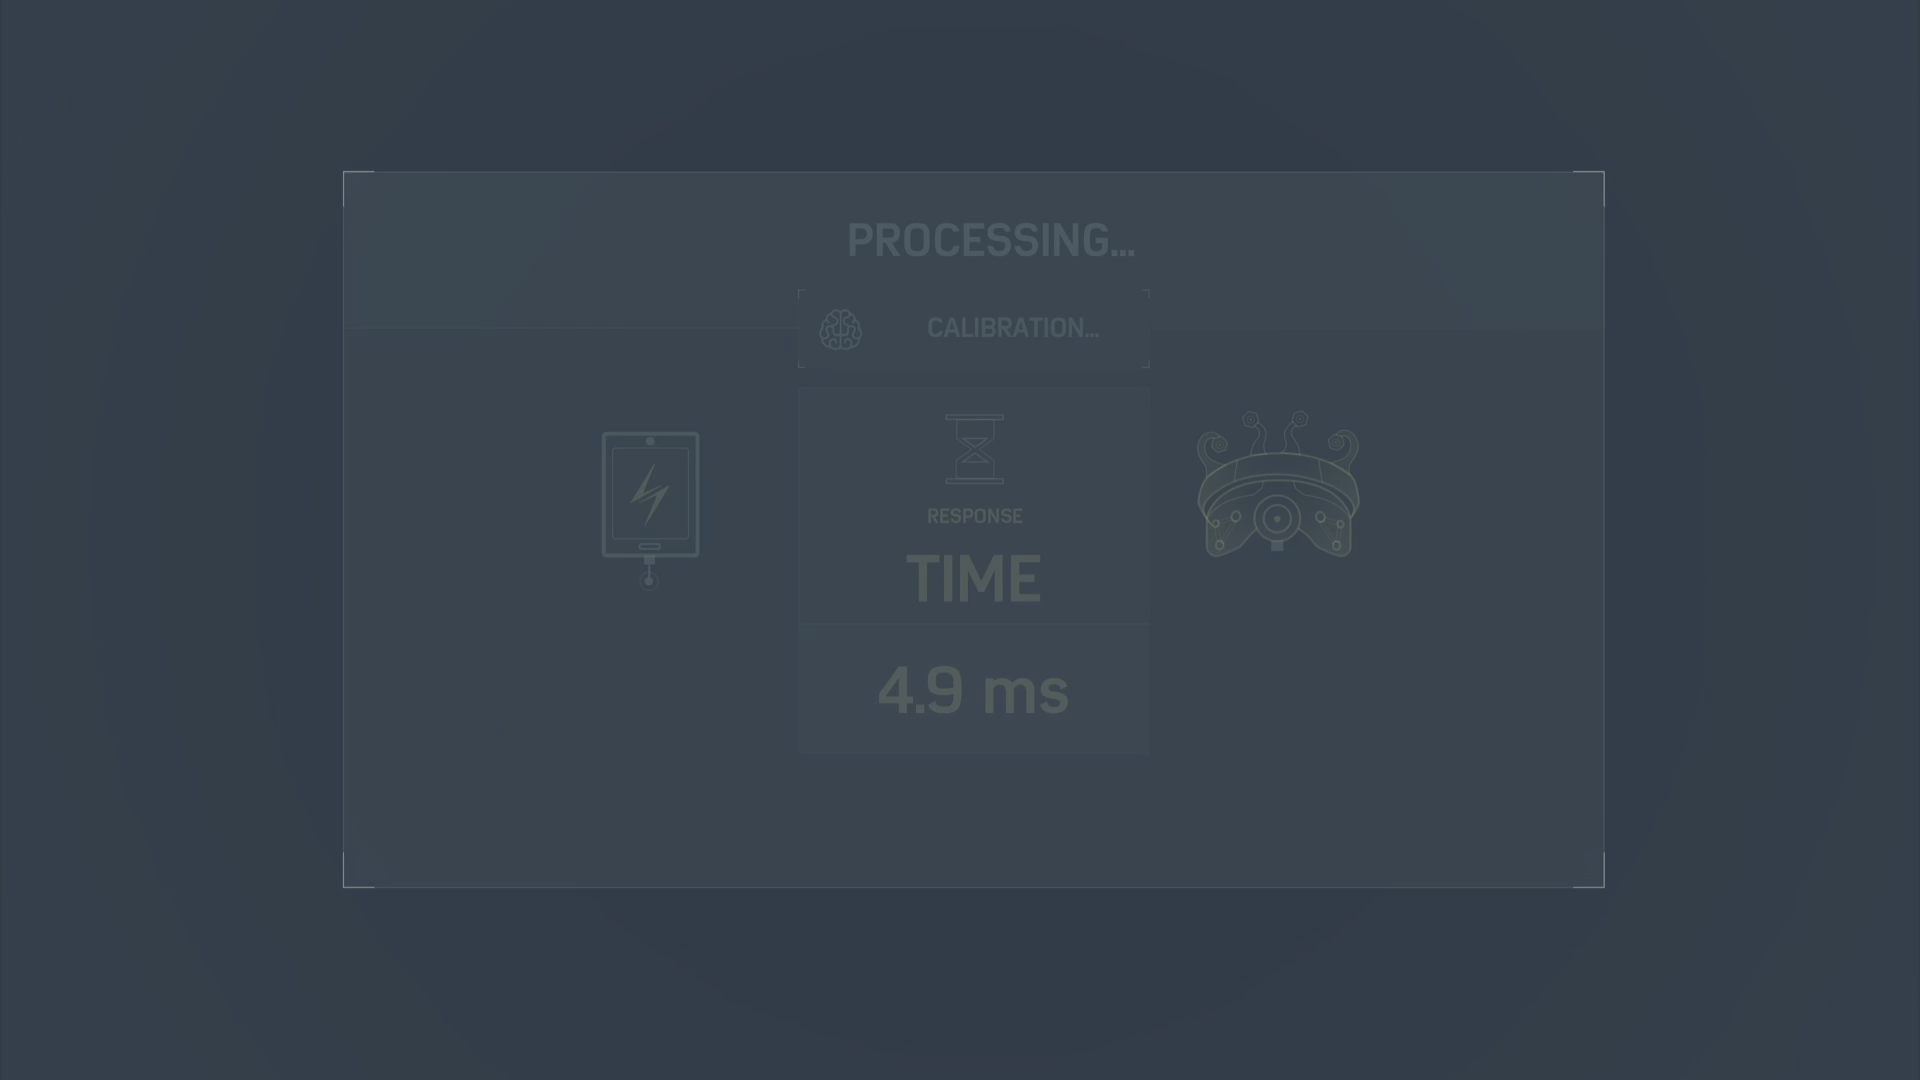 PROCESSING...
CALIBRATION...
RESPONSE
TIME
4.9 ms